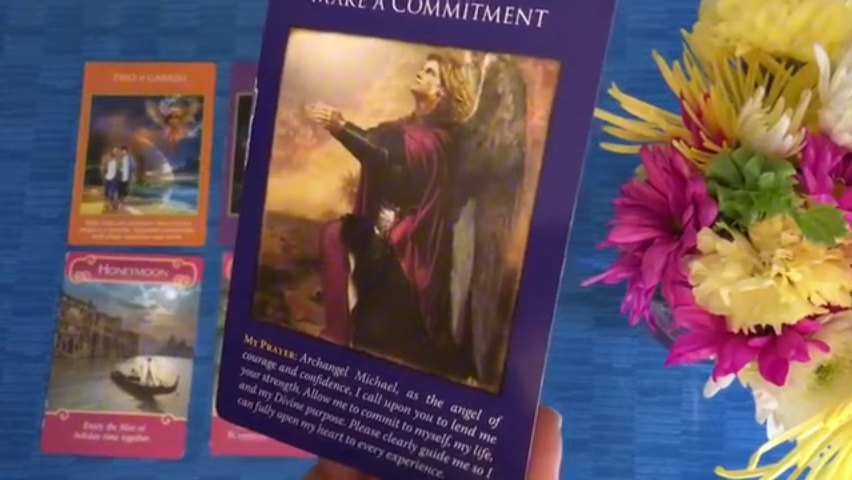 MAKE A COMMITMENT
TWO of GABRIEL
HONEYMOON
Enjoy the bliss of
holiday time together.
MY PRAYER: Archangel Michael, as the angel of
courage and confidence, I call upon you to lend me
your strength. Allow me to commit to myself, my life,
and my Divine purpose. Please clearly guide me so I
can fully open my heart to every experience.